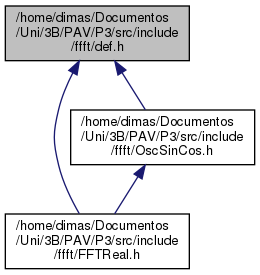 /home/dimas/Documentos
/Uni/3B/PAV/P3/src/include
/ffft/def.h
/home/dimas/Documentos
/Uni/3B/PAV/P3/src/include
/ffft/OscSinCos.h
/home/dimas/Documentos
/Uni/3B/PAV/P3/src/include
/ffft/FFTReal.h